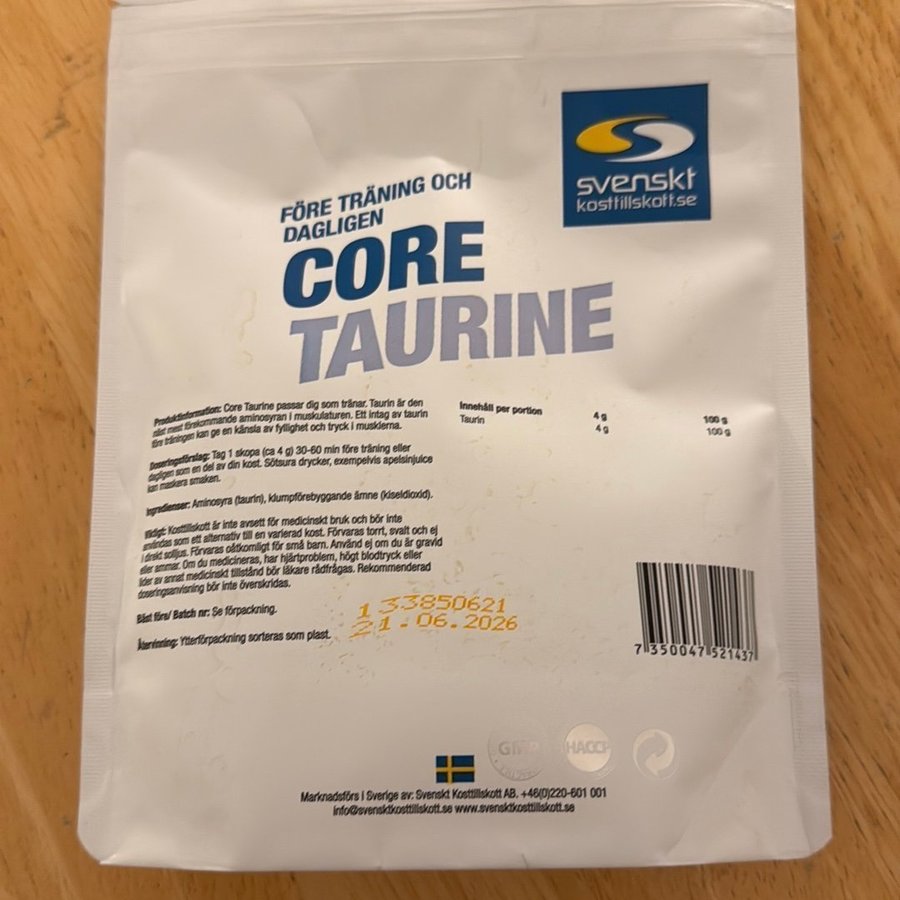 svenskt
kosttillskott.se
FÖRE TRÄNING OCH
DAGLIGEN
CORE
TAURINE
Produktinformation: Core Taurine passar dig som tränar. Taurin är den
näst mest förekommande aminosyran i muskulaturen. Ett intag av taurin
före träningen kan ge en känsla av fyllighet och tryck i musklerna.
Doseringsförslag: Tag 1 skopa (ca 4 g) 30-60 min före träning eller
dagligen som en del av din kost. Sötsura drycker, exempelvis apelsinjuice
kan maskera smaken.
Ingredienser: Aminosyra (taurin), klumpförebyggande ämne (kiseldioxid).
Viktigt: Kosttillskott är inte avsett för medicinskt bruk och bör inte
användas som ett alternativ till en varierad kost. Förvaras torrt, svalt och ej
i direkt solljus. Förvaras oåtkomligt för små barn. Använd ej om du är gravid
eller ammar. Om du medicineras, har hjärtproblem, högt blodtryck eller
lider av annat medicinskt tillstånd bör läkare rådfrågas. Rekommenderad
doseringsanvisning bör inte överskridas.
Bäst före/ Batch nr: Se förpackning.
Återvinning: Ytterförpackning sorteras som plast.
Innehåll per portion 4 g 100 g
Taurin 4 g 100 g
133850621
21.06.2026
7 350047 521437
GMP
HACCP
Marknadsförs i Sverige av: Svenskt Kosttillskott AB. +46(0)220-601 001
info@svensktkosttillskott.se www.svensktkosttillskott.se